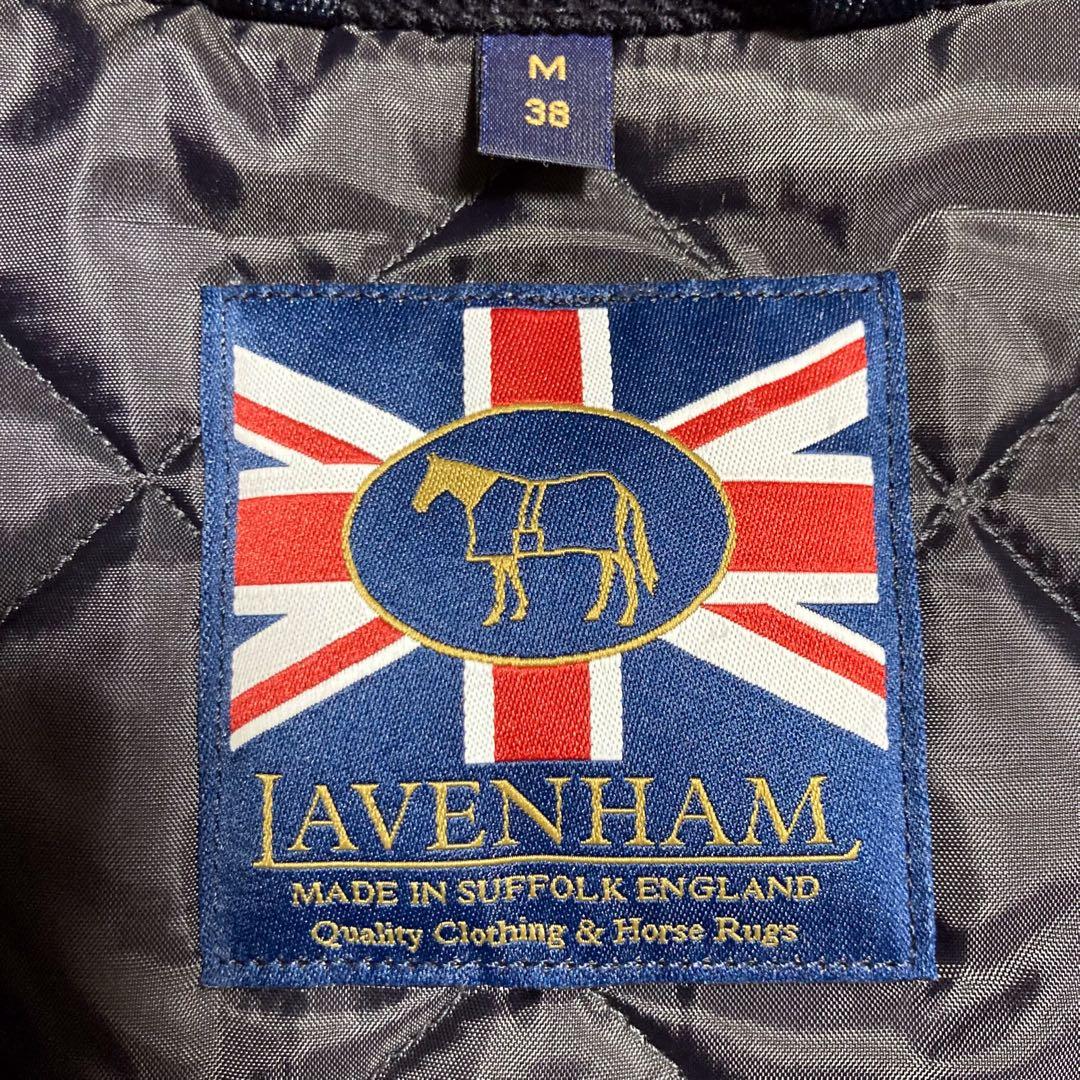 M
38
LAVENHAM
MADE IN SUFFOLK ENGLAND
Quality Clothing & Horse Rugs